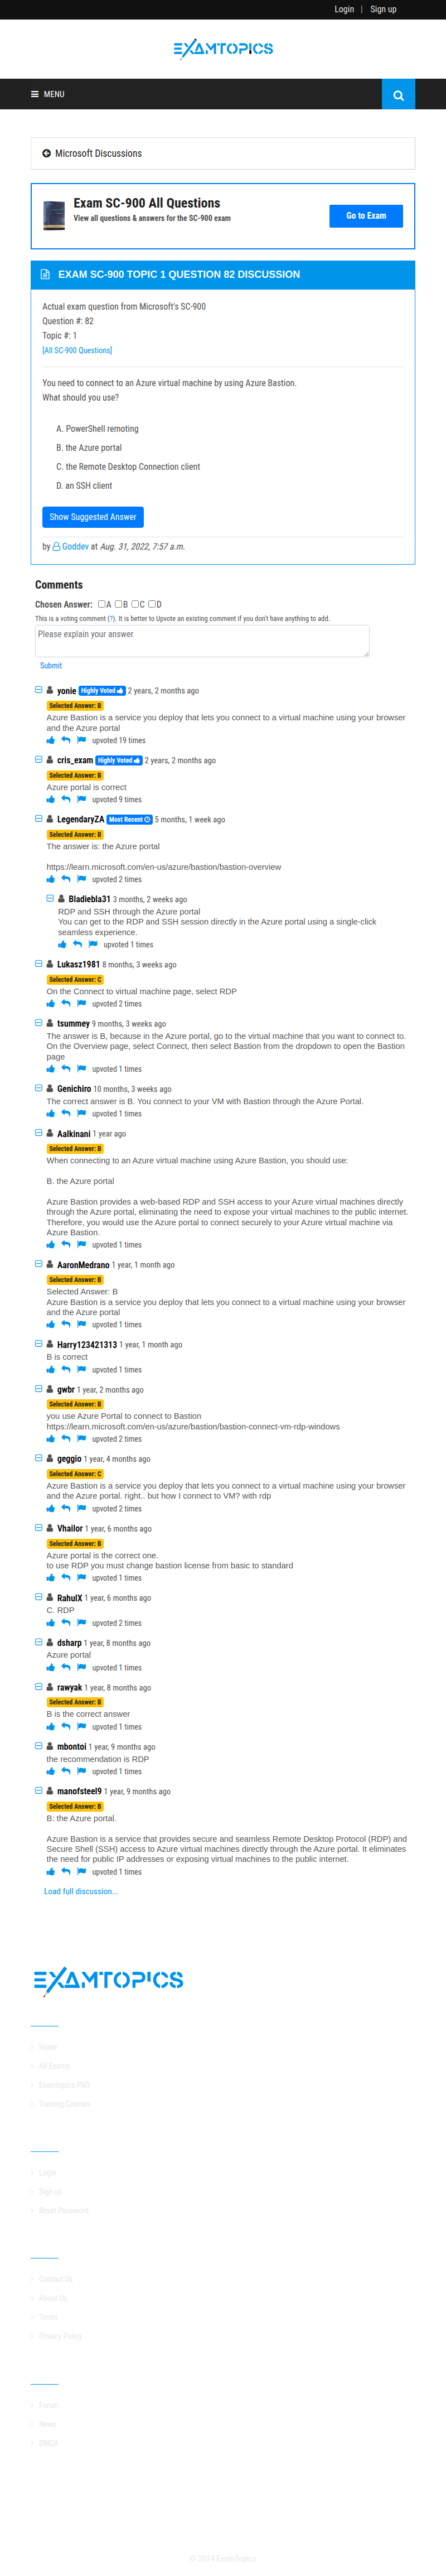 Login | Sign up
EXAMTOPICS
MENU
Microsoft Discussions
Exam SC-900 All Questions
View all questions & answers for the SC-900 exam
Go to Exam
EXAM SC-900 TOPIC 1 QUESTION 82 DISCUSSION
Actual exam question from Microsoft's SC-900
Question #: 82
Topic #: 1
[All SC-900 Questions]
You need to connect to an Azure virtual machine by using Azure Bastion.
What should you use?
A. PowerShell remoting
B. the Azure portal
C. the Remote Desktop Connection client
D. an SSH client
Show Suggested Answer
by Goddev at Aug. 31, 2022, 7:57 a.m.
Comments
Chosen Answer: A B C D
This is a voting comment (?). It is better to Upvote an existing comment if you don't have anything to add.
Please explain your answer
Submit
yonie Highly Voted 2 years, 2 months ago
Selected Answer: B
Azure Bastion is a service you deploy that lets you connect to a virtual machine using your browser
and the Azure portal
upvoted 19 times
cris_exam Highly Voted 2 years, 2 months ago
Selected Answer: B
Azure portal is correct
upvoted 9 times
LegendaryZA Most Recent 5 months, 1 week ago
Selected Answer: B
The answer is: the Azure portal
https://learn.microsoft.com/en-us/azure/bastion/bastion-overview
upvoted 2 times
Bladiebla31 3 months, 2 weeks ago
RDP and SSH through the Azure portal
You can get to the RDP and SSH session directly in the Azure portal using a single-click
seamless experience.
upvoted 1 times
Lukasz1981 8 months, 3 weeks ago
Selected Answer: C
On the Connect to virtual machine page, select RDP
upvoted 2 times
tsummey 9 months, 3 weeks ago
The answer is B, because in the Azure portal, go to the virtual machine that you want to connect to.
On the Overview page, select Connect, then select Bastion from the dropdown to open the Bastion
page
upvoted 1 times
Genichiro 10 months, 3 weeks ago
The correct answer is B. You connect to your VM with Bastion through the Azure Portal.
upvoted 1 times
Aalkinani 1 year ago
Selected Answer: B
When connecting to an Azure virtual machine using Azure Bastion, you should use:
B. the Azure portal
Azure Bastion provides a web-based RDP and SSH access to your Azure virtual machines directly
through the Azure portal, eliminating the need to expose your virtual machines to the public internet.
Therefore, you would use the Azure portal to connect securely to your Azure virtual machine via
Azure Bastion.
upvoted 1 times
AaronMedrano 1 year, 1 month ago
Selected Answer: B
Selected Answer: B
Azure Bastion is a service you deploy that lets you connect to a virtual machine using your browser
and the Azure portal
upvoted 1 times
Harry123421313 1 year, 1 month ago
B is correct
upvoted 1 times
gwbr 1 year, 2 months ago
Selected Answer: B
you use Azure Portal to connect to Bastion
https://learn.microsoft.com/en-us/azure/bastion/bastion-connect-vm-rdp-windows
upvoted 2 times
geggio 1 year, 4 months ago
Selected Answer: C
Azure Bastion is a service you deploy that lets you connect to a virtual machine using your browser
and the Azure portal. right.. but how I connect to VM? with rdp
upvoted 2 times
Vhailor 1 year, 6 months ago
Selected Answer: B
Azure portal is the correct one.
to use RDP you must change bastion license from basic to standard
upvoted 1 times
RahulX 1 year, 6 months ago
C. RDP
upvoted 2 times
dsharp 1 year, 8 months ago
Azure portal
upvoted 1 times
rawyak 1 year, 8 months ago
Selected Answer: B
B is the correct answer
upvoted 1 times
mbontoi 1 year, 9 months ago
the recommendation is RDP
upvoted 1 times
manofsteel9 1 year, 9 months ago
Selected Answer: B
B: the Azure portal.
Azure Bastion is a service that provides secure and seamless Remote Desktop Protocol (RDP) and
Secure Shell (SSH) access to Azure virtual machines directly through the Azure portal. It eliminates
the need for public IP addresses or exposing virtual machines to the public internet.
upvoted 1 times
Load full discussion...
EXAMTOPICS
Home
All Exams
Examtopics PRO
Training Courses
Login
Sign up
Reset Password
Contact Us
About Us
Terms
Privacy Policy
Forum
News
DMCA
© 2024 ExamTopics